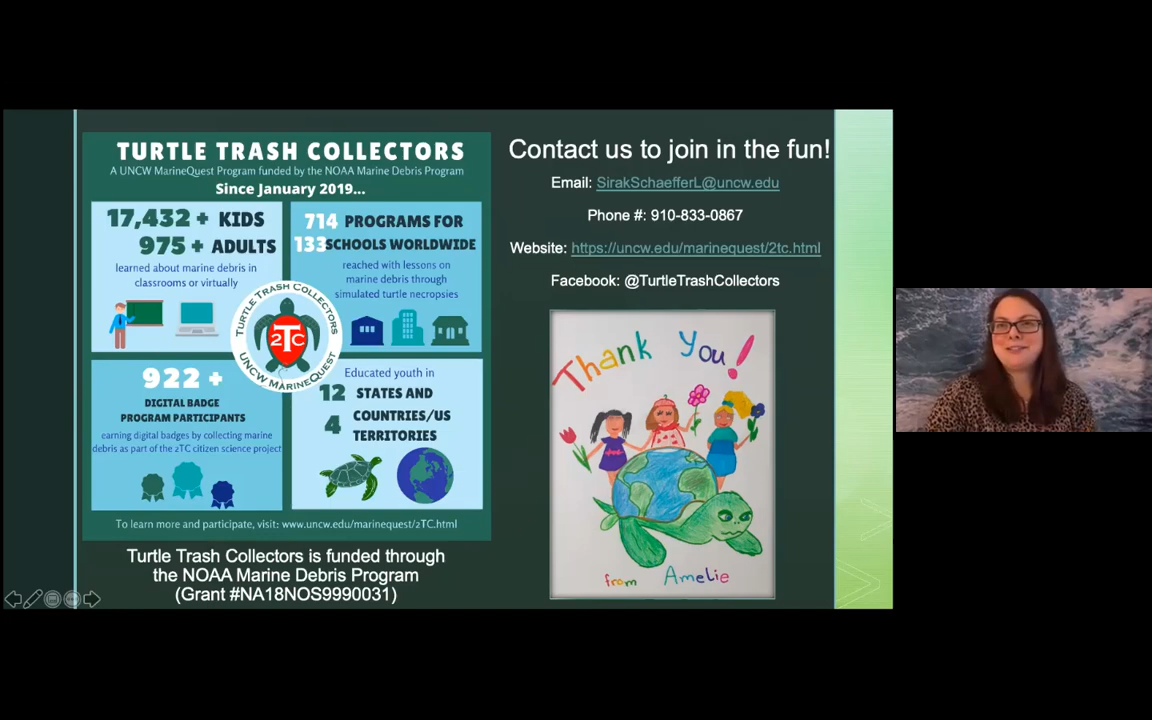 TURTLE TRASH COLLECTORS
A UNCW MarineQuest Program funded by the NOAA Marine Debris Program
Since January 2019...
17,432 + KIDS
975 + ADULTS
learned about marine debris in
classrooms or virtually
714 PROGRAMS FOR
133 SCHOOLS WORLDWIDE
reached with lessons on
marine debris through
simulated turtle necropsies
TURTLE TRASH COLLECTORS
2TC
UNCW MARINEQUEST
922 +
DIGITAL BADGE
PROGRAM PARTICIPANTS
earning digital badges by collecting marine
debris as part of the 2TC citizen science project
Educated youth in
12 STATES AND
4 COUNTRIES/US
TERRITORIES
To learn more and participate, visit: www.uncw.edu/marinequest/2TC.html
Turtle Trash Collectors is funded through
the NOAA Marine Debris Program
(Grant #NA18NOS9990031)
Contact us to join in the fun!
Email: SirakSchaefferL@uncw.edu
Phone #: 910-833-0867
Website: https://uncw.edu/marinequest/2tc.html
Facebook: @TurtleTrashCollectors
Thank You!
from Amelie